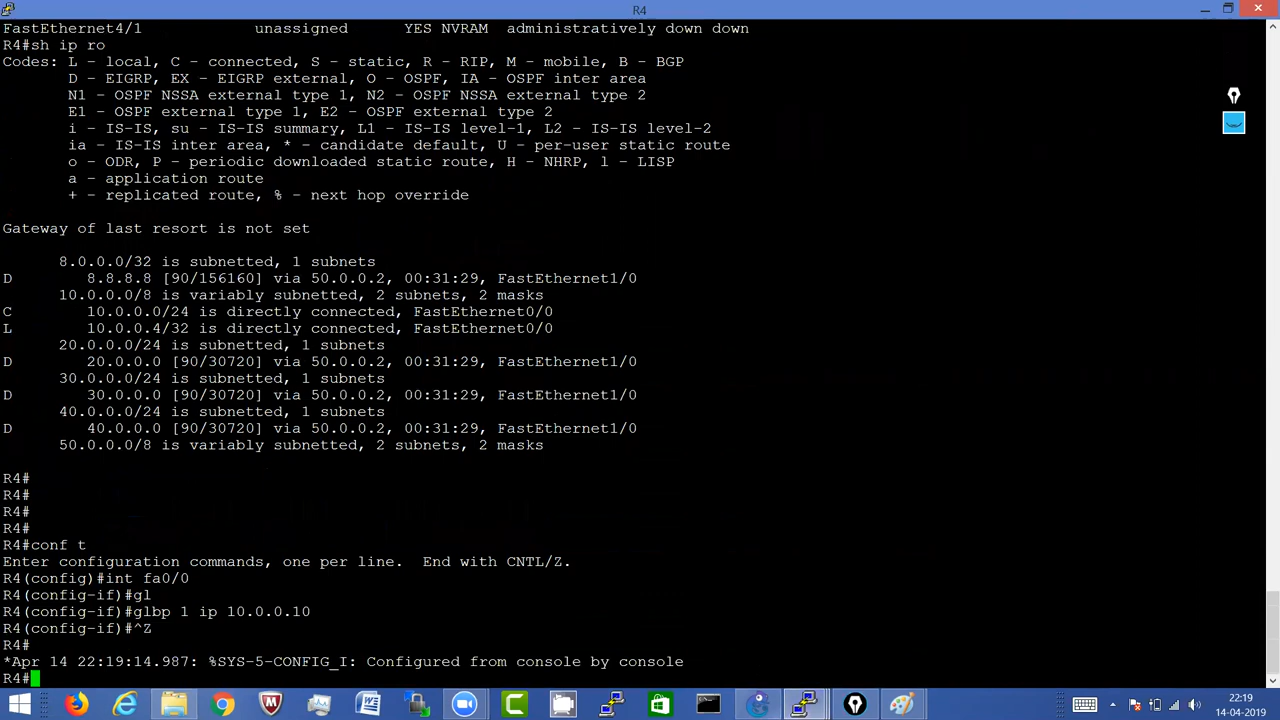 R4
FastEthernet4/1 unassigned YES NVRAM administratively down down
R4#sh ip ro
Codes: L - local, C - connected, S - static, R - RIP, M - mobile, B - BGP
D - EIGRP, EX - EIGRP external, O - OSPF, IA - OSPF inter area
N1 - OSPF NSSA external type 1, N2 - OSPF NSSA external type 2
E1 - OSPF external type 1, E2 - OSPF external type 2
i - IS-IS, su - IS-IS summary, L1 - IS-IS level-1, L2 - IS-IS level-2
ia - IS-IS inter area, * - candidate default, U - per-user static route
o - ODR, P - periodic downloaded static route, H - NHRP, l - LISP
a - application route
+ - replicated route, % - next hop override
Gateway of last resort is not set
8.0.0.0/32 is subnetted, 1 subnets
D 8.8.8.8 [90/156160] via 50.0.0.2, 00:31:29, FastEthernet1/0
10.0.0.0/8 is variably subnetted, 2 subnets, 2 masks
C 10.0.0.0/24 is directly connected, FastEthernet0/0
L 10.0.0.4/32 is directly connected, FastEthernet0/0
20.0.0.0/24 is subnetted, 1 subnets
D 20.0.0.0 [90/30720] via 50.0.0.2, 00:31:29, FastEthernet1/0
30.0.0.0/24 is subnetted, 1 subnets
D 30.0.0.0 [90/30720] via 50.0.0.2, 00:31:29, FastEthernet1/0
40.0.0.0/24 is subnetted, 1 subnets
D 40.0.0.0 [90/30720] via 50.0.0.2, 00:31:29, FastEthernet1/0
50.0.0.0/8 is variably subnetted, 2 subnets, 2 masks
R4#
R4#
R4#
R4#
R4#conf t
Enter configuration commands, one per line. End with CNTL/Z.
R4(config)#int fa0/0
R4(config-if)#gl
R4(config-if)#glbp 1 ip 10.0.0.10
R4(config-if)#^Z
R4#
*Apr 14 22:19:14.987: %SYS-5-CONFIG_I: Configured from console by console
R4#
22:19
14-04-2019